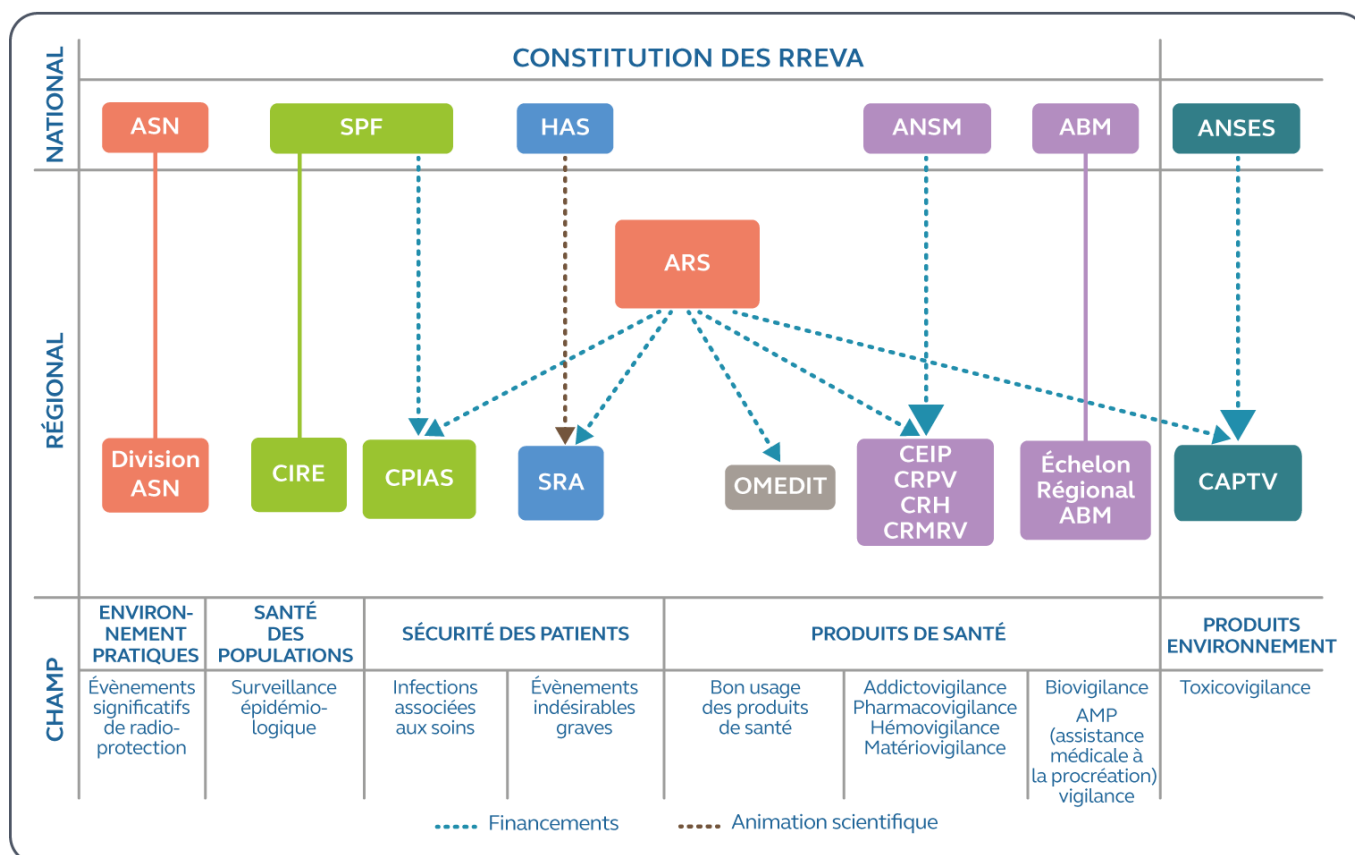 NATIONAL
CONSTITUTION DES RREVA
ASN
SPF
HAS
ANSM
ABM
ANSES
RÉGIONAL
ARS
Division
ASN
CIRE
CPIAS
SRA
OMEDIT
CEIP
CRPV
CRH
CRMRV
Échelon
Régional
ABM
CAPTV
CHAMP
ENVIRON-
NEMENT
PRATIQUES
SANTÉ
DES
POPULATIONS
SÉCURITÉ DES PATIENTS
PRODUITS DE SANTÉ
PRODUITS
ENVIRONNEMENT
Évènements
significatifs
de radio-
protection
Surveillance
épidémio-
logique
Infections
associées
aux soins
Évènements
indésirables
graves
Bon usage
des produits
de santé
Addictovigilance
Pharmacovigilance
Hémovigilance
Matériovigilance
Biovigilance
AMP
(assistance
médicale à
la procréation)
vigilance
Toxicovigilance
Financements
Animation scientifique